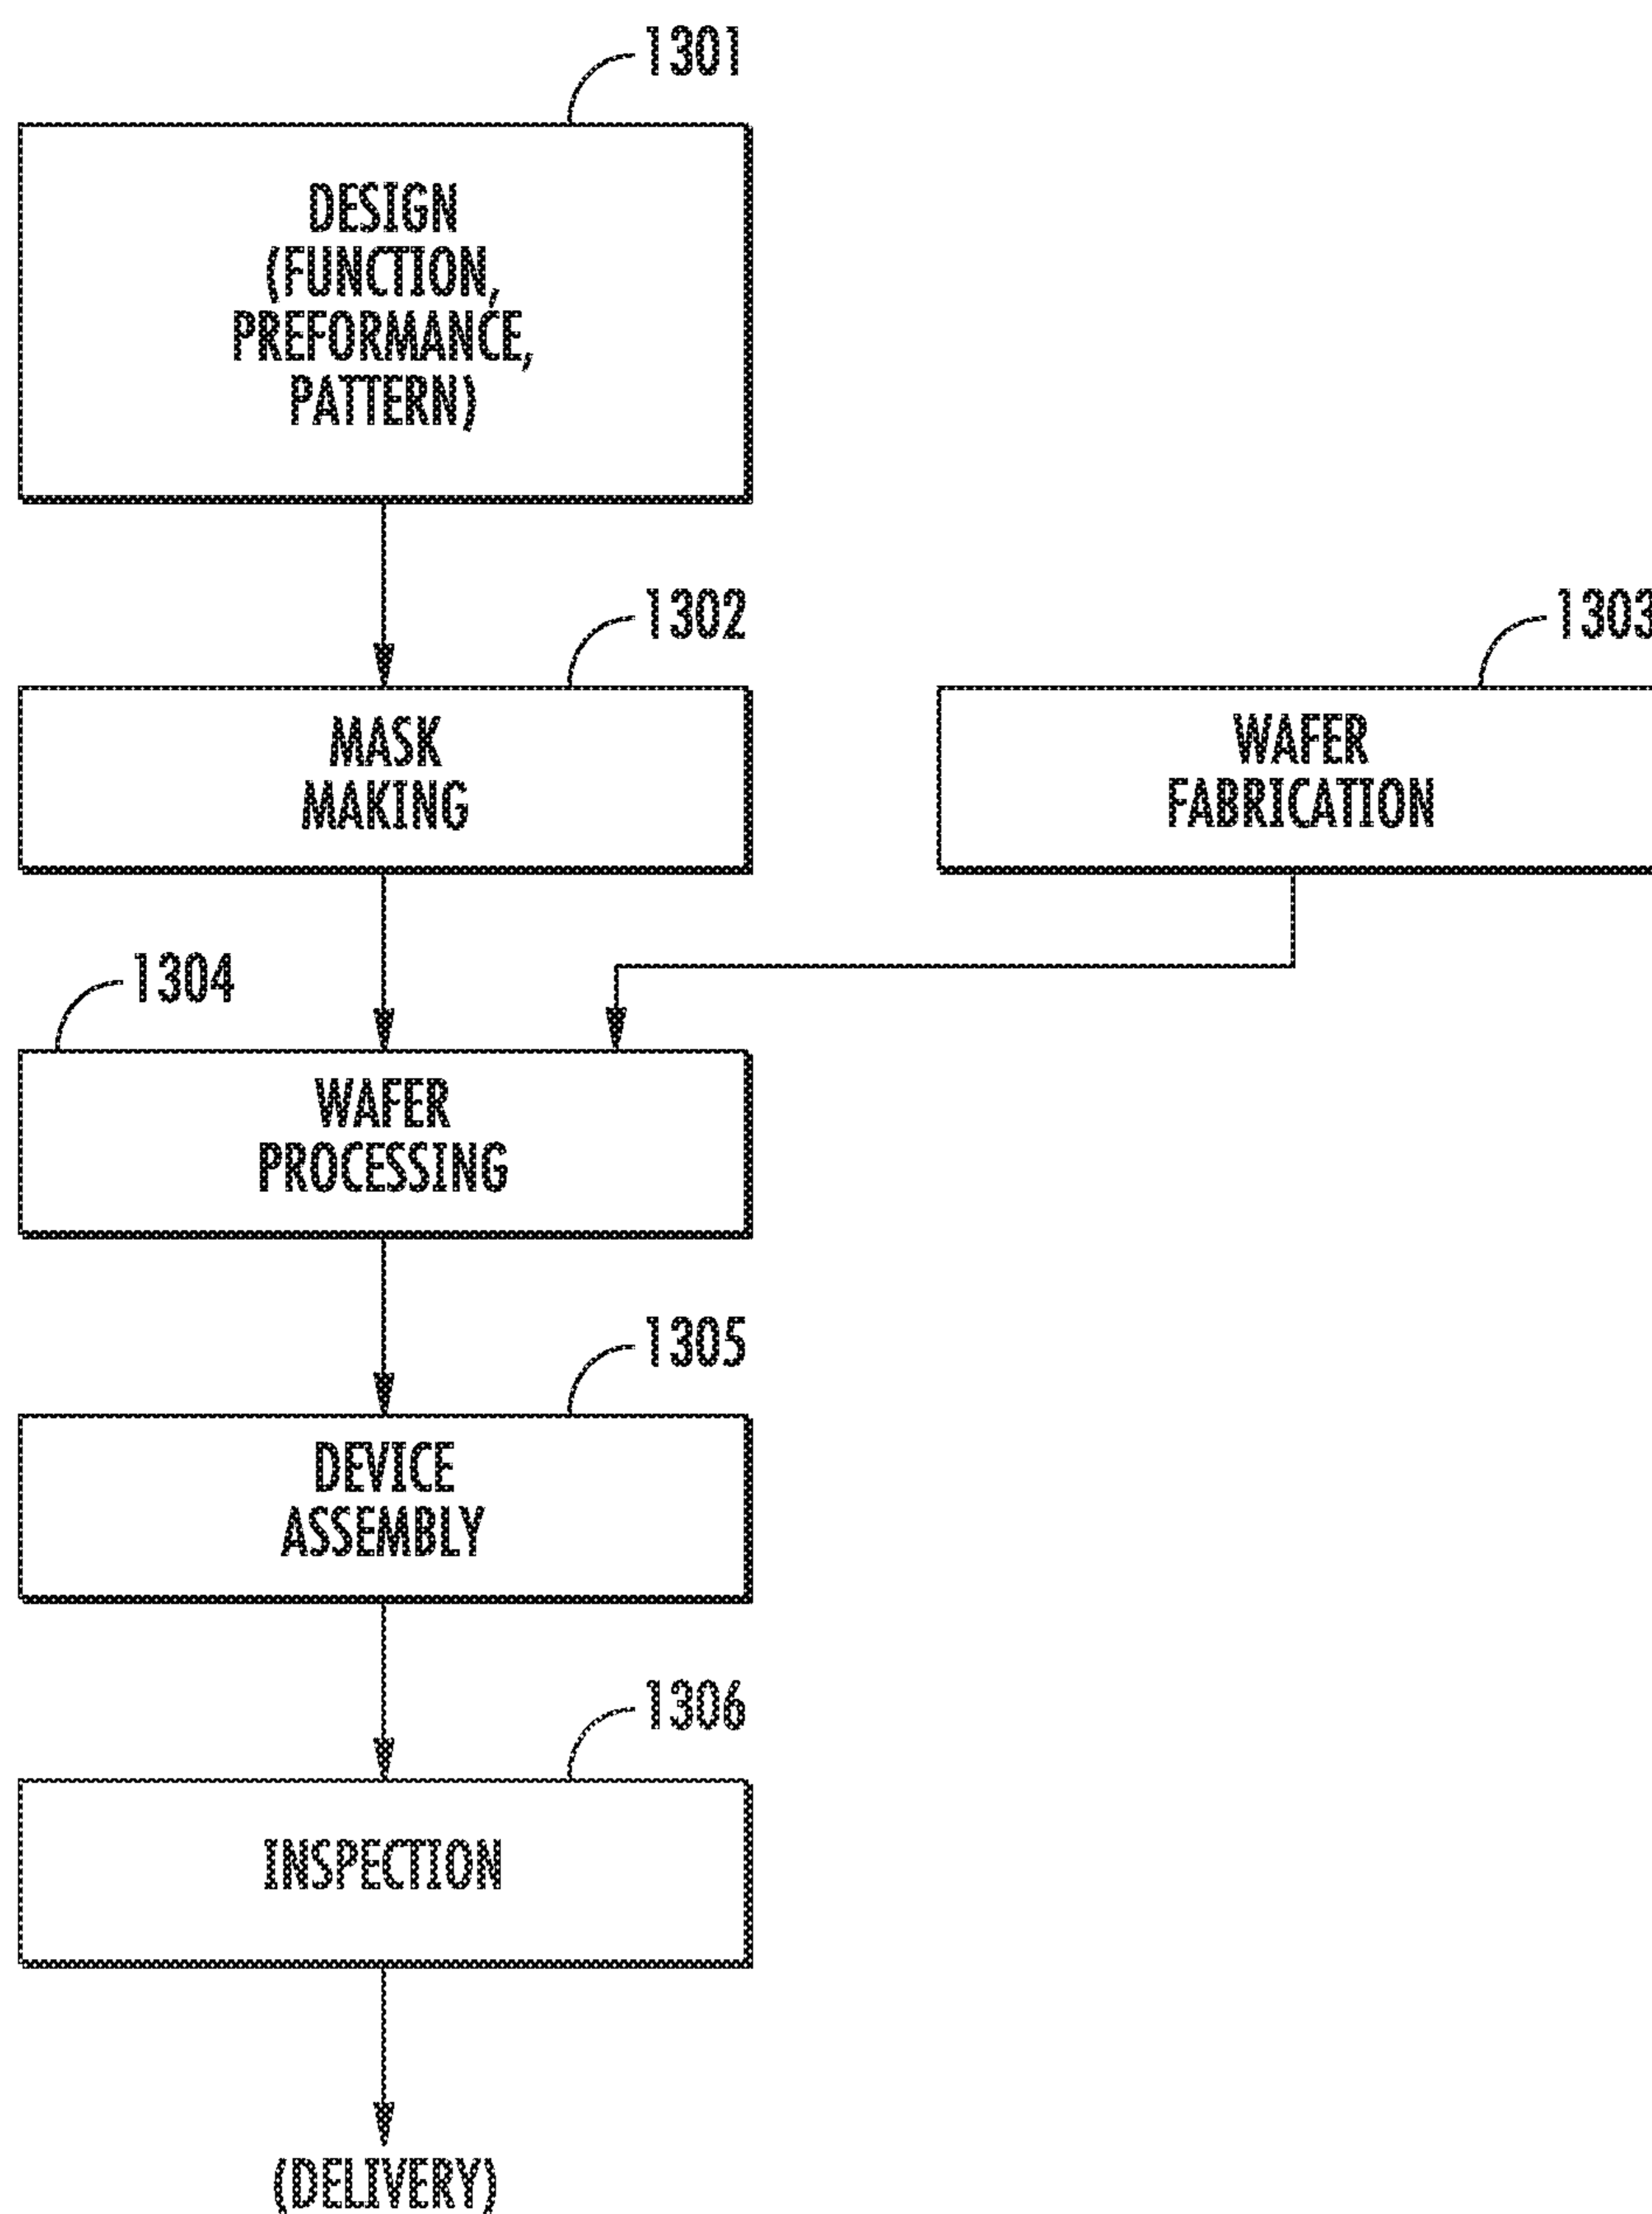 1301
DESIGN
(FUNCTION,
PREFORMANCE,
PATTERN)
1302
MASK
MAKING
1303
WAFER
FABRICATION
1304
WAFER
PROCESSING
1305
DEVICE
ASSEMBLY
1306
INSPECTION
(DELIVERY)